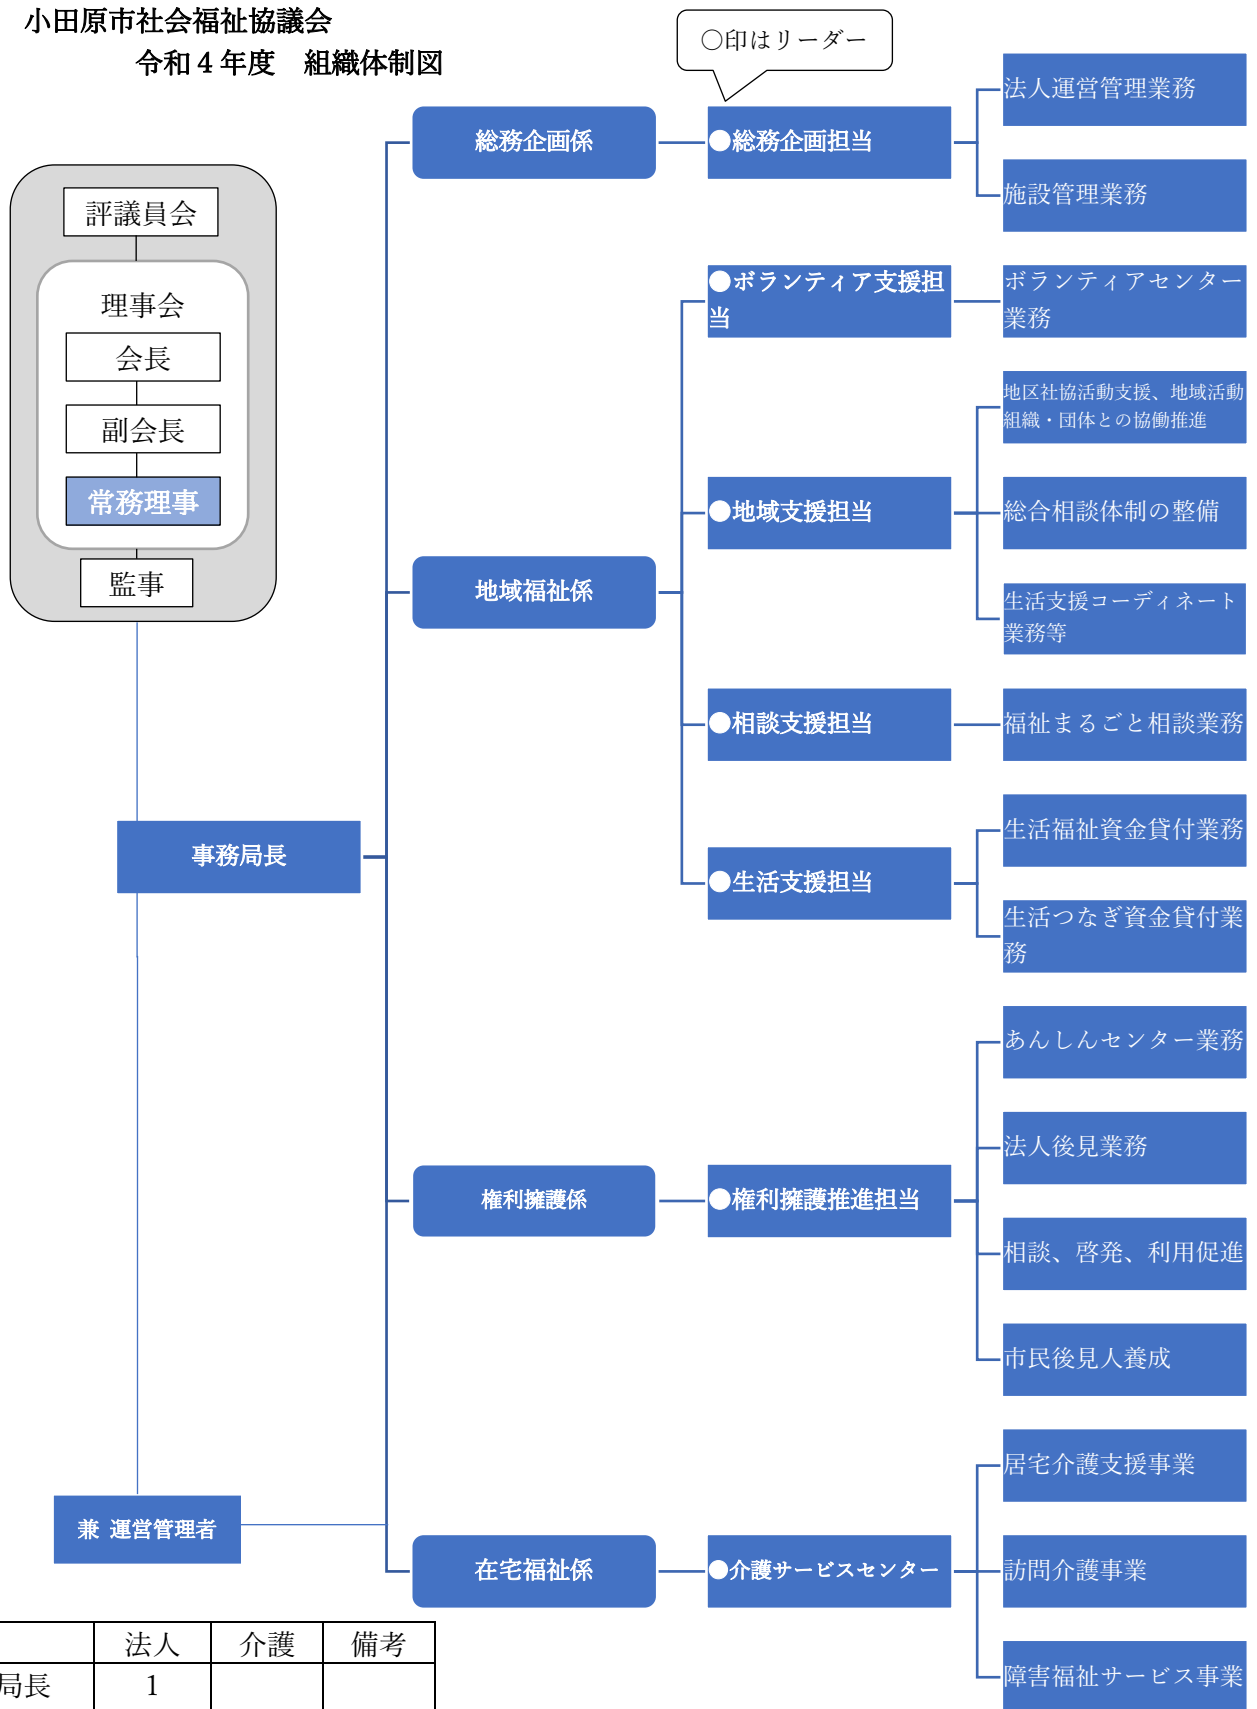 小田原市社会福祉協議会
令和４年度　組織体制図
〇印はリーダー
評議員会
理事会
会長
副会長
常務理事
監事
事務局長
兼 運営管理者
総務企画係
●総務企画担当
法人運営管理業務
施設管理業務
地域福祉係
●ボランティア支援担
当
ボランティアセンター
業務
●地域支援担当
地区社協活動支援、地域活動
組織・団体との協働推進
総合相談体制の整備
生活支援コーディネート
業務等
●相談支援担当
福祉まるごと相談業務
●生活支援担当
生活福祉資金貸付業務
生活つなぎ資金貸付業
務
権利擁護係
●権利擁護推進担当
あんしんセンター業務
法人後見業務
相談、啓発、利用促進
市民後見人養成
在宅福祉係
●介護サービスセンター
居宅介護支援事業
訪問介護事業
障害福祉サービス事業
法人 介護 備考
局長 1